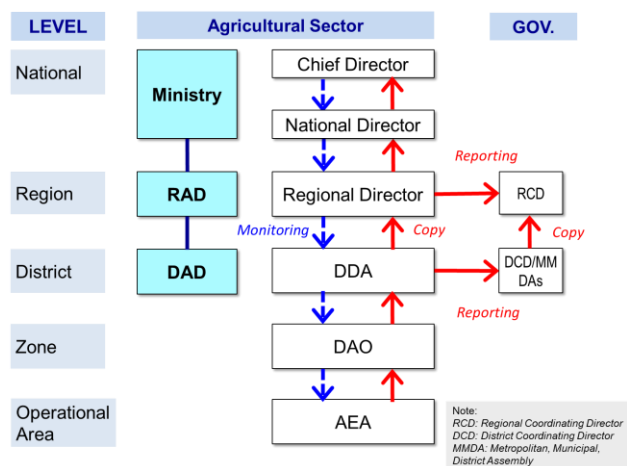 LEVEL
Agricultural Sector
GOV.
National
Ministry
Chief Director
National Director
Reporting
Region
RAD
Regional Director
RCD
Monitoring
Copy
Copy
District
DAD
DDA
DCD/MM
DAs
Reporting
Zone
DAO
Operational
Area
AEA
Note:
RCD: Regional Coordinating Director
DCD: District Coordinating Director
MMDA: Metropolitan, Municipal,
District Assembly